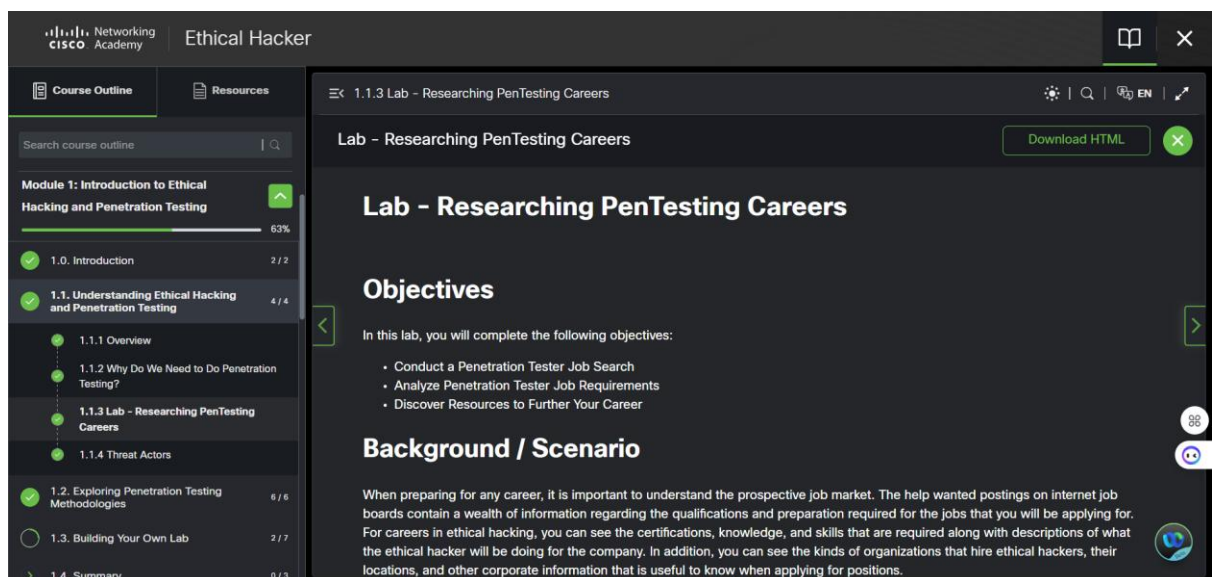 Networking
CISCO Academy
Ethical Hacker
Course Outline
Resources
Search course outline
Module 1: Introduction to Ethical
Hacking and Penetration Testing
63%
1.0. Introduction
2 / 2
1.1. Understanding Ethical Hacking
and Penetration Testing
4 / 4
1.1.1 Overview
1.1.2 Why Do We Need to Do Penetration
Testing?
1.1.3 Lab - Researching PenTesting
Careers
1.1.4 Threat Actors
1.2. Exploring Penetration Testing
Methodologies
6 / 6
1.3. Building Your Own Lab
2 / 7
1.4. Summary
0 / 3
1.1.3 Lab - Researching PenTesting Careers
EN
Lab - Researching PenTesting Careers
Download HTML
Lab - Researching PenTesting Careers
Objectives
In this lab, you will complete the following objectives:
• Conduct a Penetration Tester Job Search
• Analyze Penetration Tester Job Requirements
• Discover Resources to Further Your Career
Background / Scenario
When preparing for any career, it is important to understand the prospective job market. The help wanted postings on internet job
boards contain a wealth of information regarding the qualifications and preparation required for the jobs that you will be applying for.
For careers in ethical hacking, you can see the certifications, knowledge, and skills that are required along with descriptions of what
the ethical hacker will be doing for the company. In addition, you can see the kinds of organizations that hire ethical hackers, their
locations, and other corporate information that is useful to know when applying for positions.